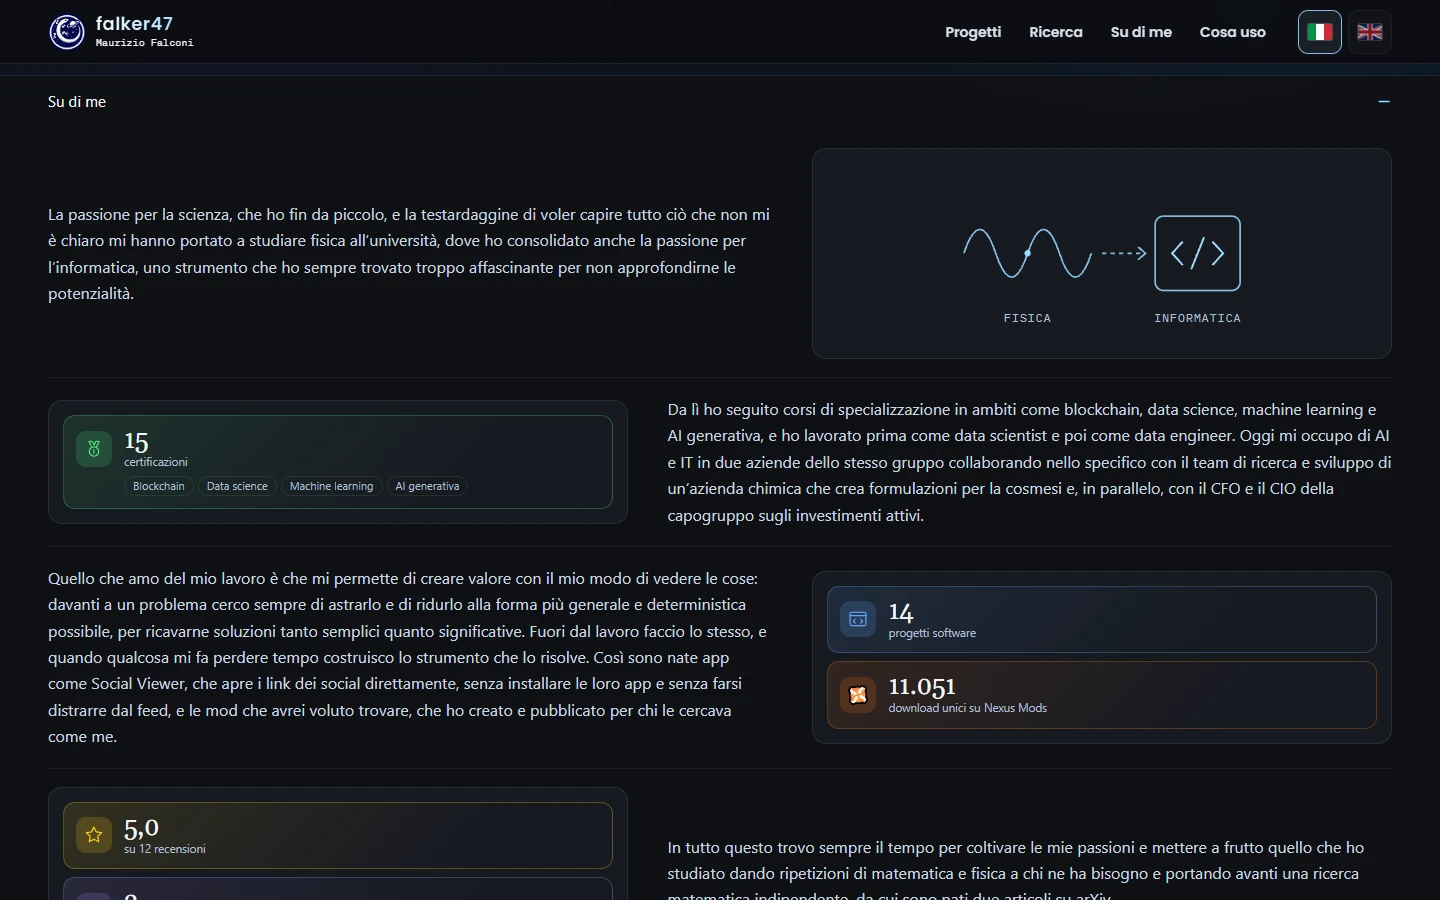 falker47
Maurizio Falconi
Progetti
Ricerca
Su di me
Cosa uso
Su di me
La passione per la scienza, che ho fin da piccolo, e la testardaggine di voler capire tutto ciò che non mi
è chiaro mi hanno portato a studiare fisica all'università, dove ho consolidato anche la passione per
l'informatica, uno strumento che ho sempre trovato troppo affascinante per non approfondirne le
potenzialità.
FISICA
INFORMATICA
15
certificazioni
Blockchain
Data science
Machine learning
AI generativa
Da lì ho seguito corsi di specializzazione in ambiti come blockchain, data science, machine learning e
AI generativa, e ho lavorato prima come data scientist e poi come data engineer. Oggi mi occupo di AI
e IT in due aziende dello stesso gruppo collaborando nello specifico con il team di ricerca e sviluppo di
un'azienda chimica che crea formulazioni per la cosmesi e, in parallelo, con il CFO e il CIO della
capogruppo sugli investimenti attivi.
Quello che amo del mio lavoro è che mi permette di creare valore con il mio modo di vedere le cose:
davanti a un problema cerco sempre di astrarlo e di ridurlo alla forma più generale e deterministica
possibile, per ricavarne soluzioni tanto semplici quanto significative. Fuori dal lavoro faccio lo stesso, e
quando qualcosa mi fa perdere tempo costruisco lo strumento che lo risolve. Così sono nate app
come Social Viewer, che apre i link dei social direttamente, senza installare le loro app e senza farsi
distrarre dal feed, e le mod che avrei voluto trovare, che ho creato e pubblicato per chi le cercava
come me.
14
progetti software
11.051
download unici su Nexus Mods
5,0
su 12 recensioni
In tutto questo trovo sempre il tempo per coltivare le mie passioni e mettere a frutto quello che ho
studiato dando ripetizioni di matematica e fisica a chi ne ha bisogno e portando avanti una ricerca
matematica indipendente, da cui sono nati due articoli su arXiv.